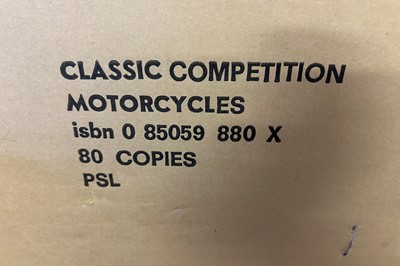 CLASSIC COMPETITION
MOTORCYCLES
isbn 0 85059 880 X
80 COPIES
PSL